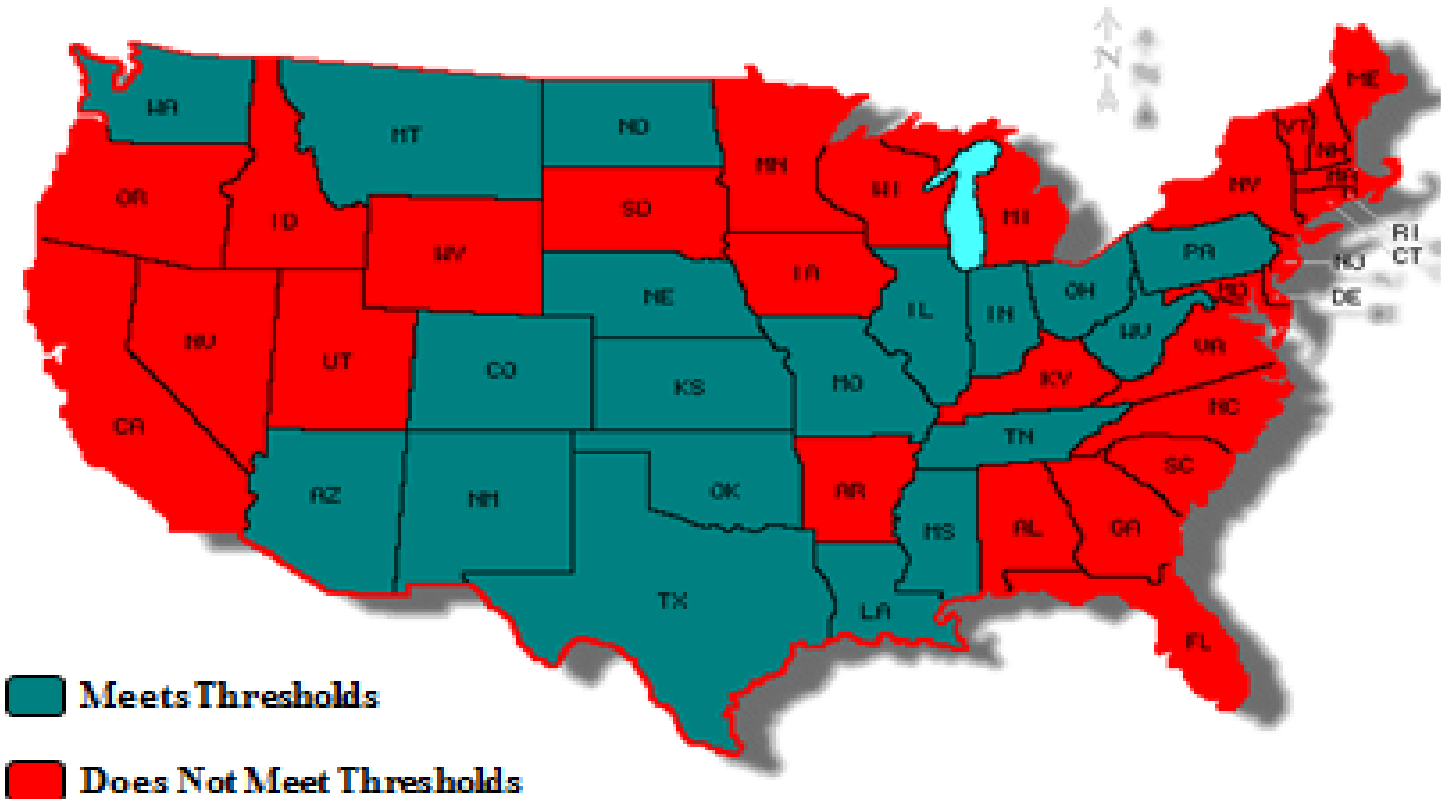 ME
WA
MT
ND
MN
VT
NH
OR
ID
SD
WI
MI
NY
MA
RI
CT
WY
IA
PA
NJ
NE
OH
MD
DE
NV
UT
CO
IL
IN
WV
VA
KS
MO
KY
CA
NC
TN
AZ
NM
OK
AR
SC
MS
AL
GA
TX
LA
FL
N
Meets Thresholds
Does Not Meet Thresholds